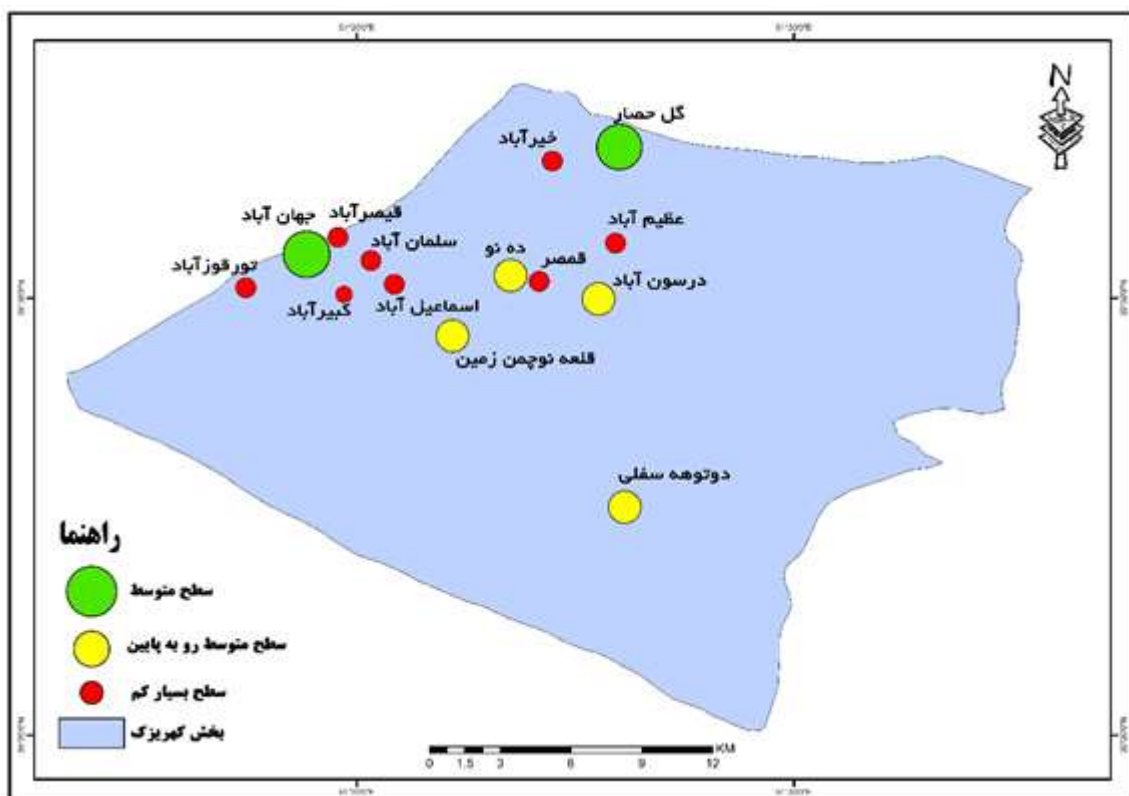 N
گل حصار
خیرآباد
عظیم آباد
قیصرآباد
جهان آباد
سلمان آباد
ده نو
قمصر
تورقوزآباد
درسون آباد
کبیرآباد
اسماعیل آباد
قلعه نوچمن زمین
دوتوهه سفلی
راهنما
سطح متوسط
سطح متوسط رو به پایین
سطح بسیار کم
بخش کهریزک
KM
0 1.5 3 6 9 12